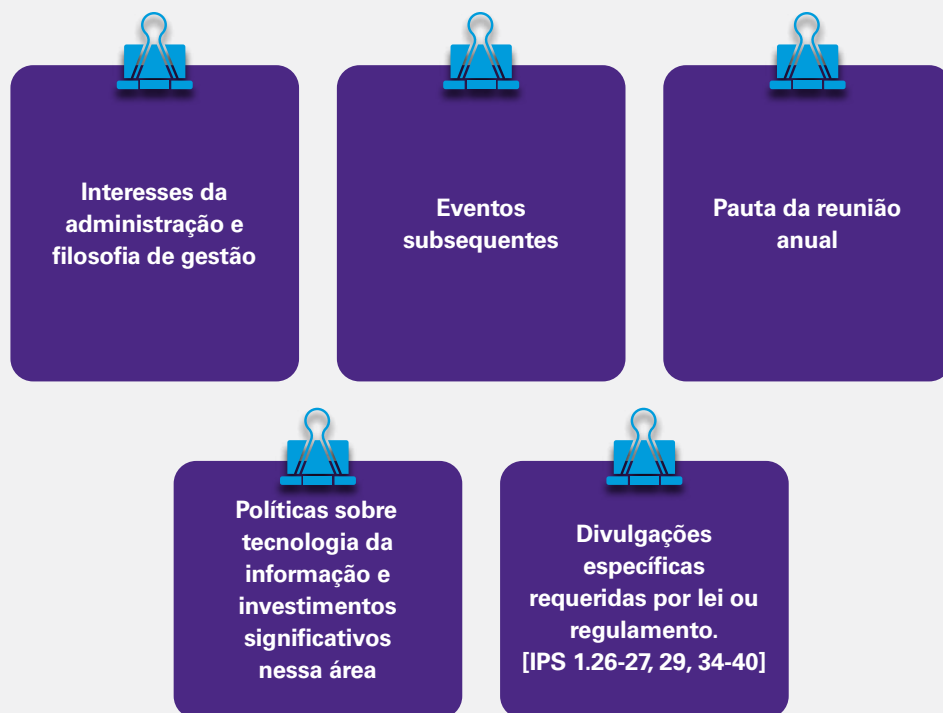 Interesses da
administração e
filosofia de gestão
Eventos
subsequentes
Pauta da reunião
anual
Políticas sobre
tecnologia da
informação e
investimentos
significativos
nessa área
Divulgações
específicas
requeridas por lei ou
regulamento.
[IPS 1.26-27, 29, 34-40]